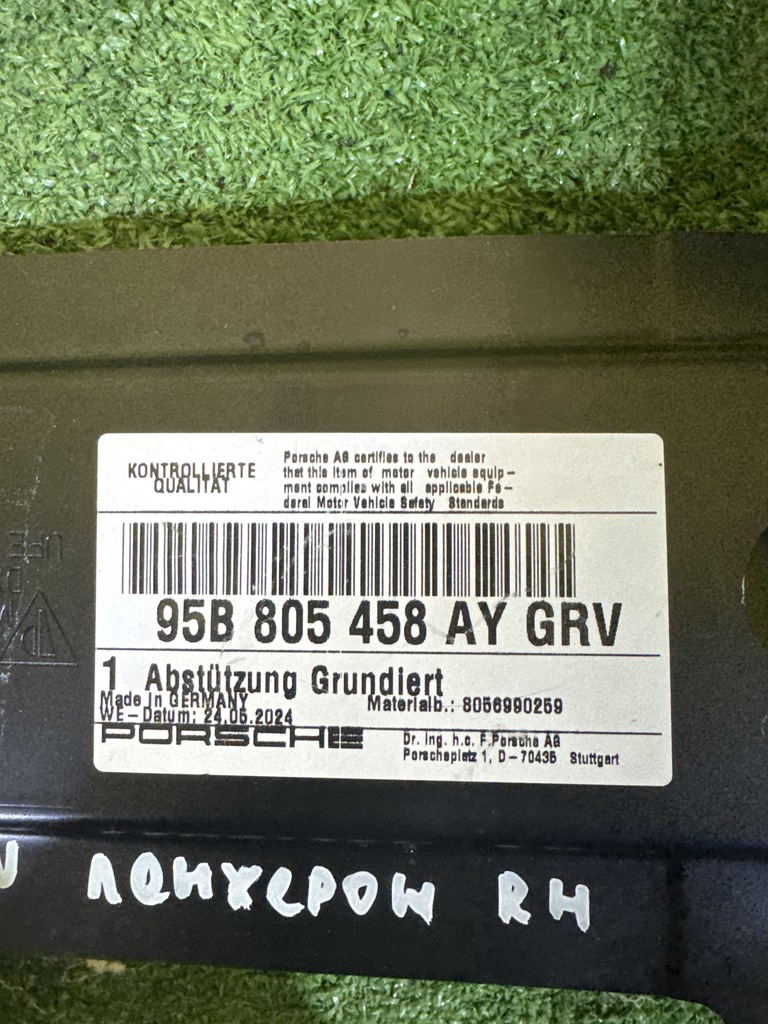 KONTROLLIERTE
QUALITÄT
Porsche AG certifies to the dealer
that this item of motor vehicle equip-
ment complies with all applicable Fe-
deral Motor Vehicle Safety Standards
95B 805 458 AY GRV
1 Abstützung Grundiert
Made in GERMANY
Materialb.: 8056990259
WE-Datum: 24.05.2024
PORSCHE
Dr. Ing. h.c. F.Porsche AG
Porscheplatz 1, D-70435 Stuttgart
лонжерон RH